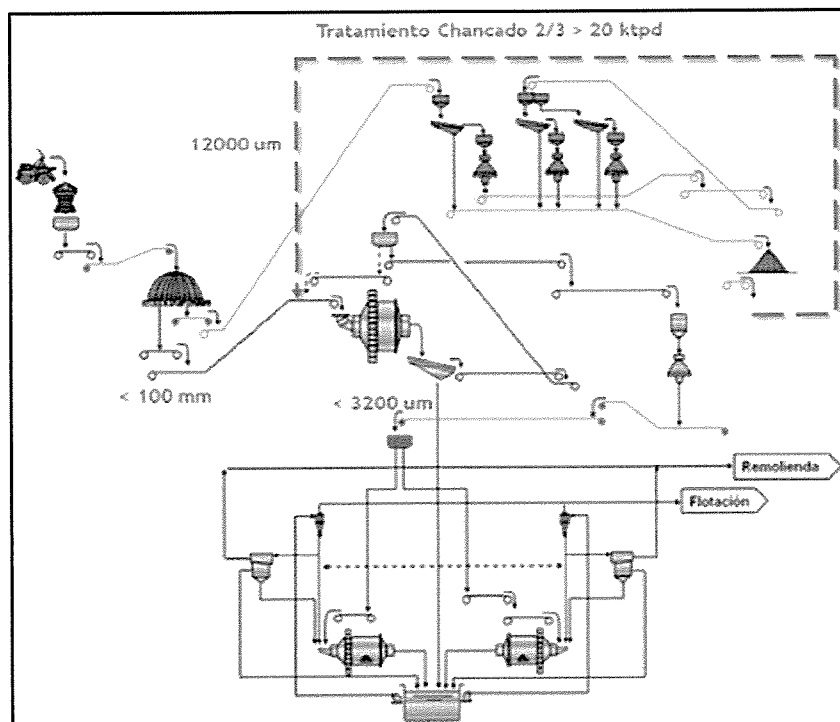 Tratamiento Chancado 2/3 > 20 ktpd
12000 um
< 100 mm
< 3200 um
Remolienda
Flotación